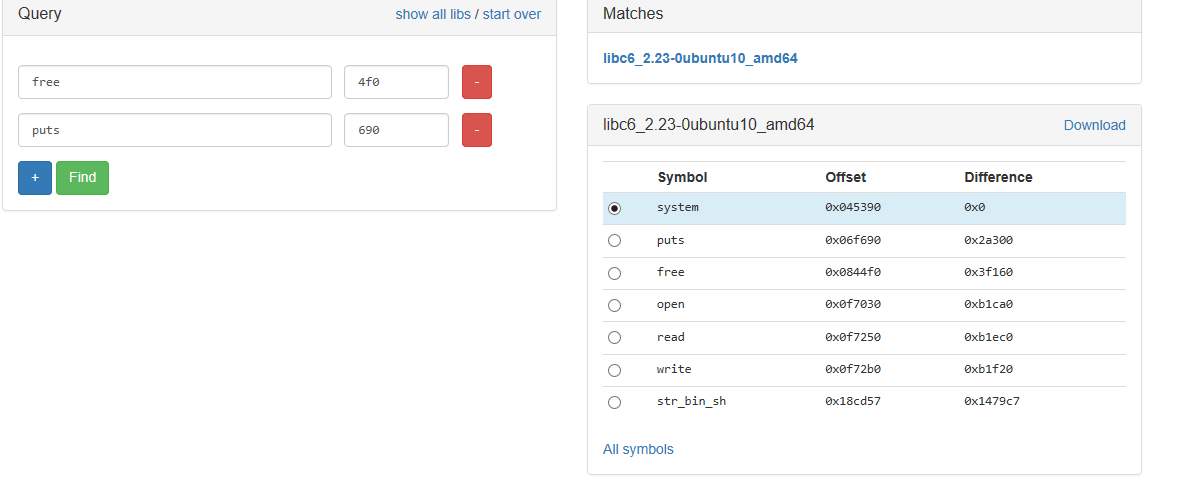 Query show all libs / start over
free 4f0 -
puts 690 -
+ Find
Matches
libc6_2.23-0ubuntu10_amd64
libc6_2.23-0ubuntu10_amd64 Download
Symbol Offset Difference
system 0x045390 0x0
puts 0x06f690 0x2a300
free 0x0844f0 0x3f160
open 0x0f7030 0xb1ca0
read 0x0f7250 0xb1ec0
write 0x0f72b0 0xb1f20
str_bin_sh 0x18cd57 0x1479c7
All symbols